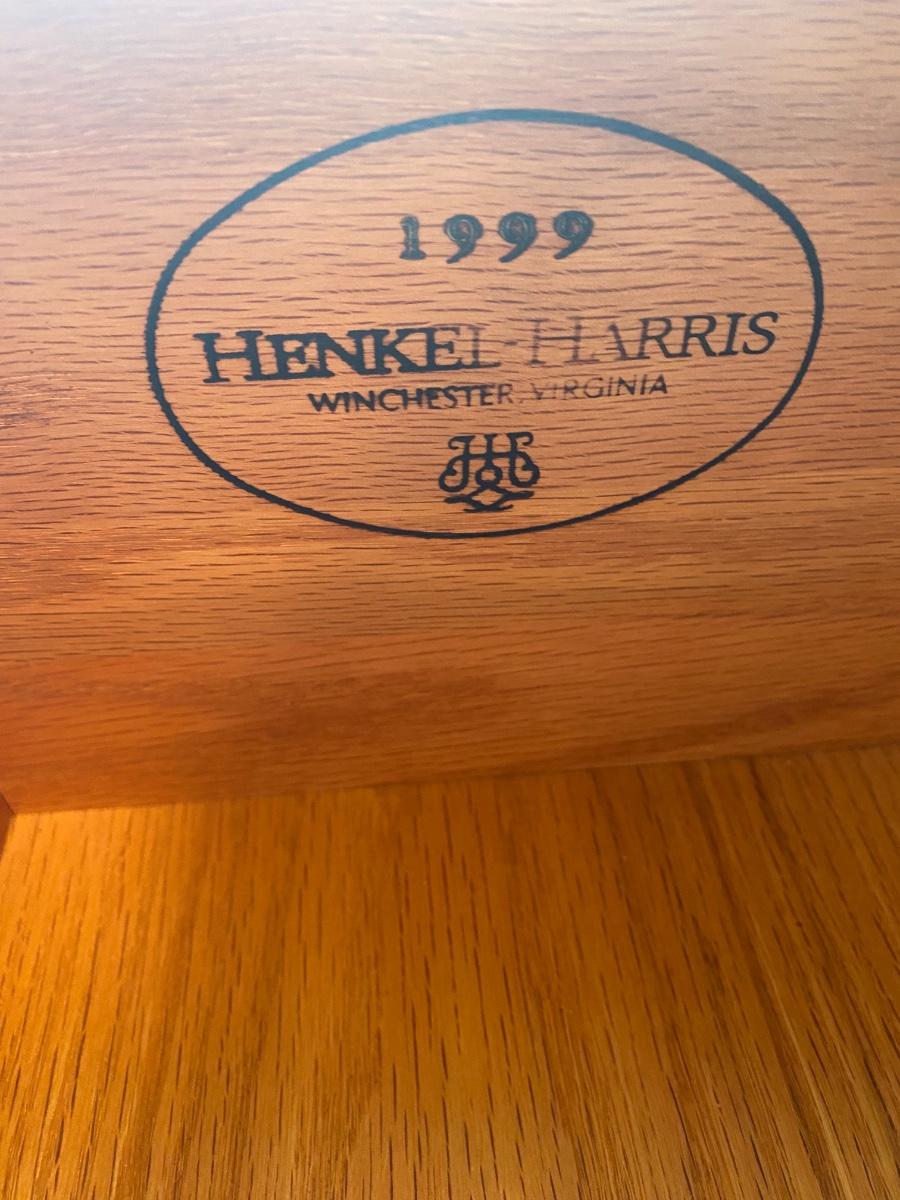 1999
HENKEL-HARRIS
WINCHESTER, VIRGINIA